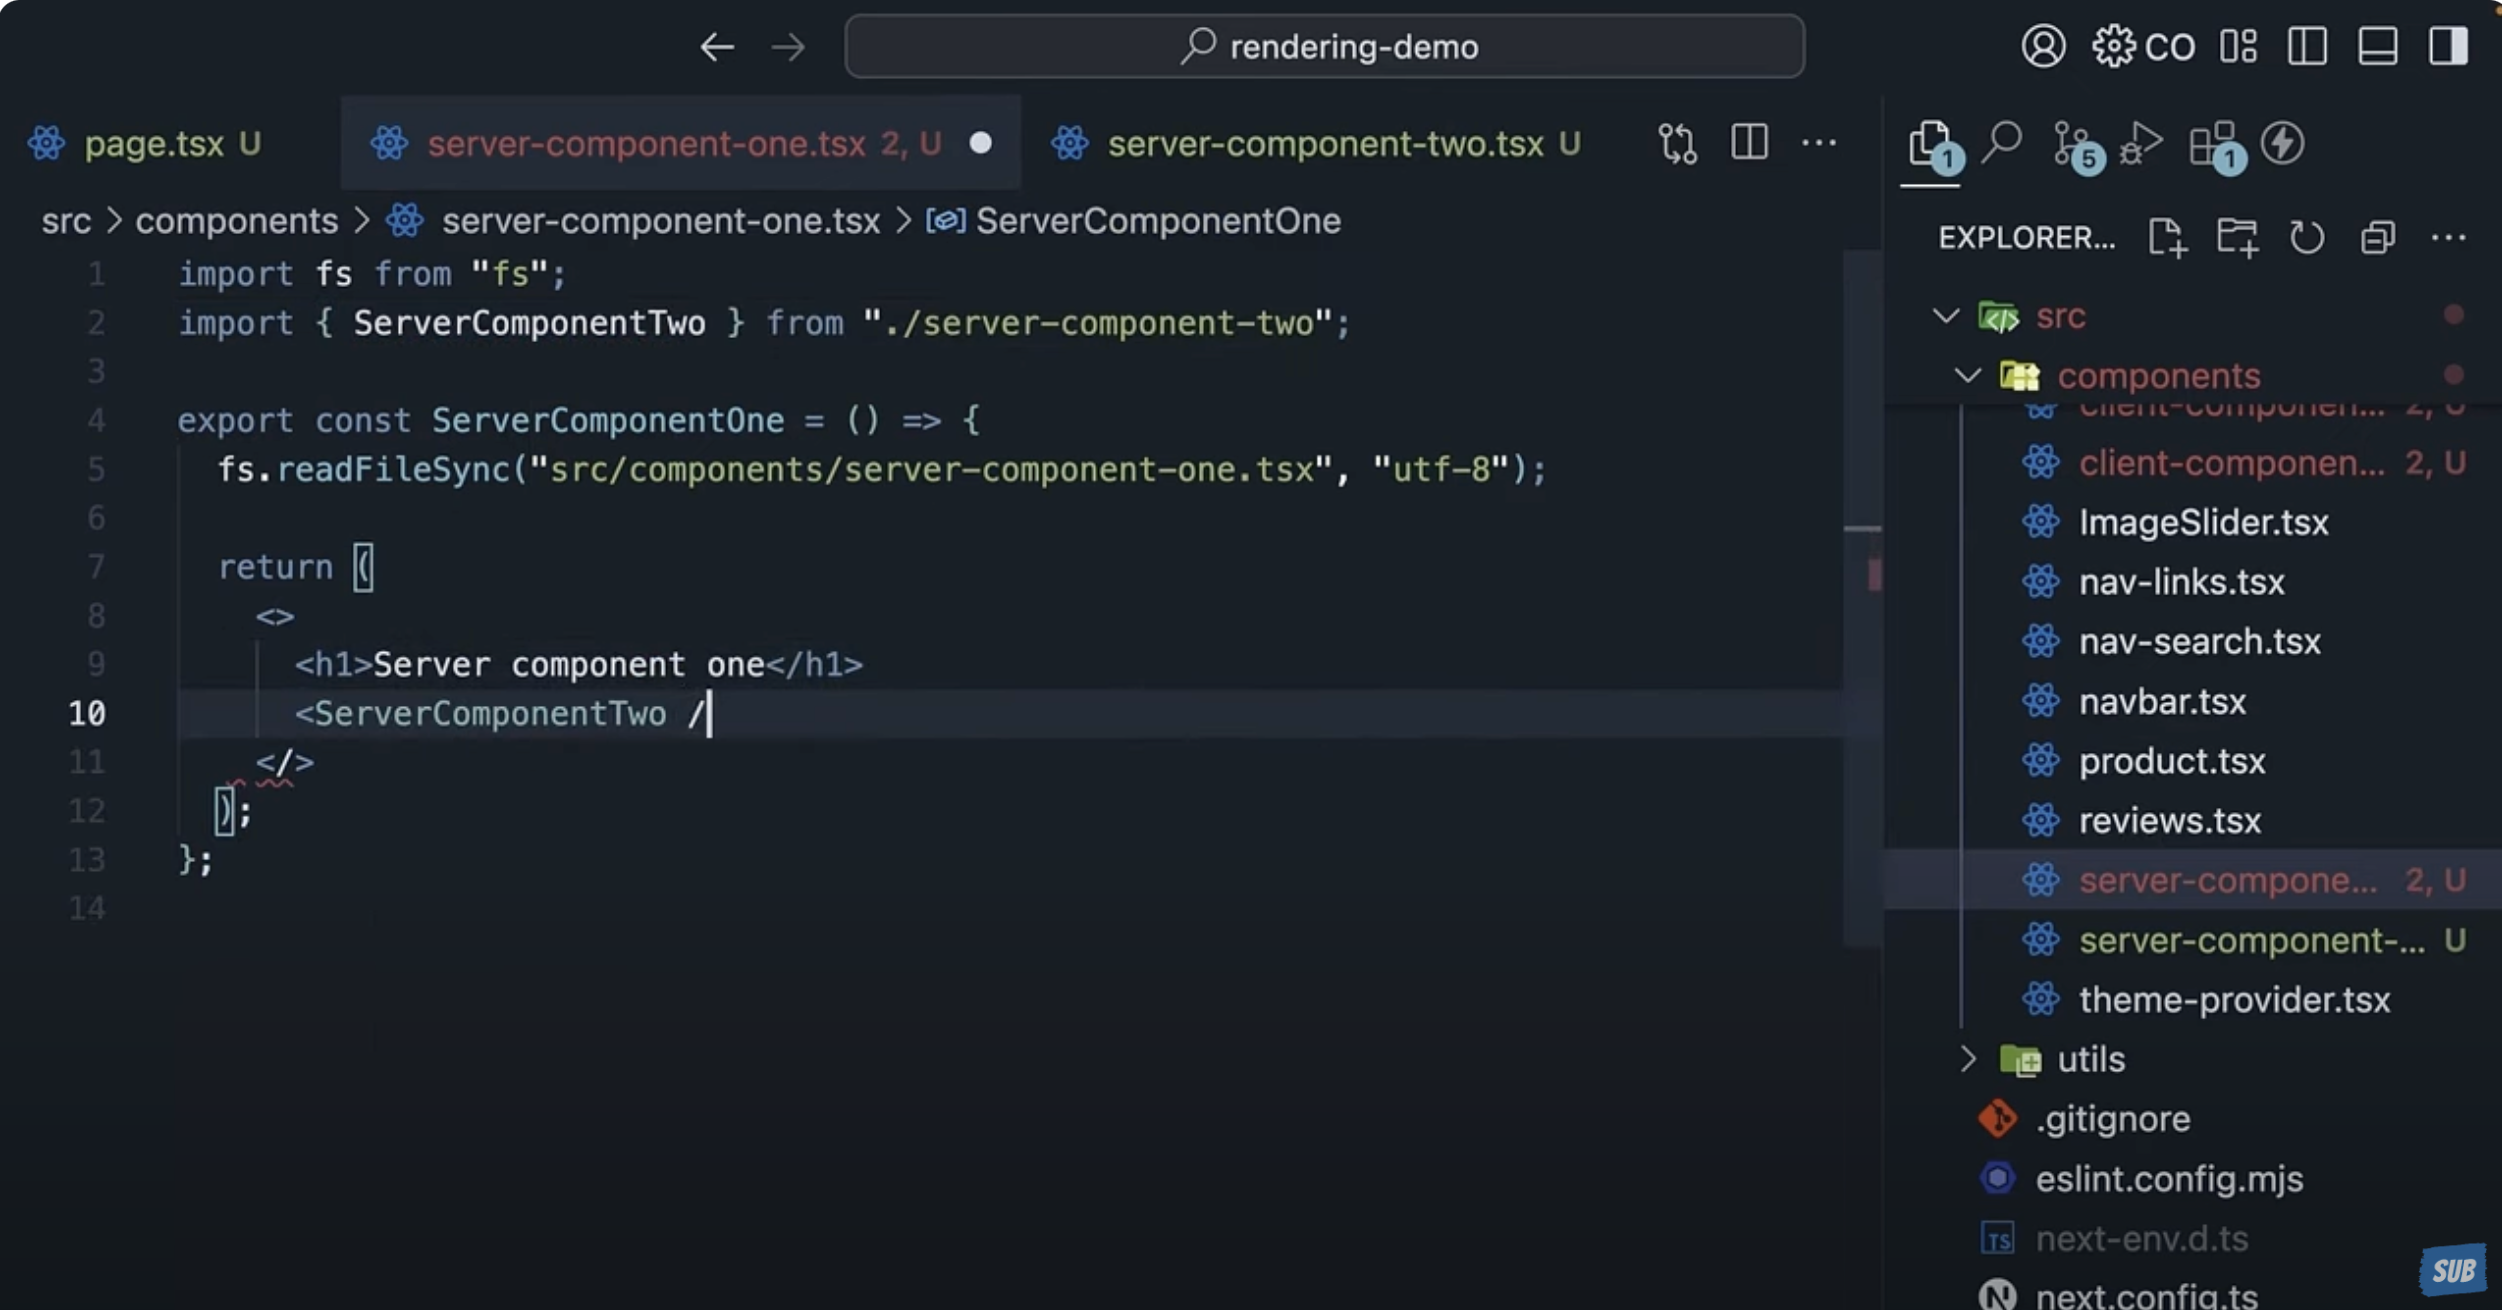 rendering-demo
CO
page.tsx U
server-component-one.tsx 2, U
server-component-two.tsx U
1
5
1
src > components > server-component-one.tsx > ServerComponentOne
1 import fs from "fs";
2 import { ServerComponentTwo } from "./server-component-two";
3
4 export const ServerComponentOne = () => {
5 fs.readFileSync("src/components/server-component-one.tsx", "utf-8");
6
7 return (
8 <>
9 <h1>Server component one</h1>
10 <ServerComponentTwo /
11 </>
12 );
13 };
14
EXPLORER...
src
components
client-componen... 2, U
client-componen... 2, U
ImageSlider.tsx
nav-links.tsx
nav-search.tsx
navbar.tsx
product.tsx
reviews.tsx
server-compone... 2, U
server-component-... U
theme-provider.tsx
utils
.gitignore
eslint.config.mjs
TS next-env.d.ts
N next.config.ts
SUB